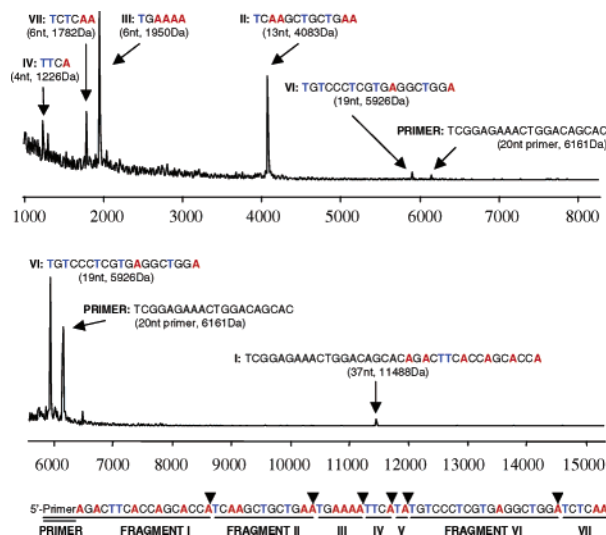 VII: TCTCAA
(6nt, 1782Da)
III: TGAAAA
(6nt, 1950Da)
II: TCAAGCTGCTGAA
(13nt, 4083Da)
IV: TTCA
(4nt, 1226Da)
VI: TGTCCCTCGTGAGGCTGGA
(19nt, 5926Da)
PRIMER: TCGGAGAAACTGGACAGCAC
(20nt primer, 6161Da)
1000 2000 3000 4000 5000 6000 7000 8000
VI: TGTCCCTCGTGAGGCTGGA
(19nt, 5926Da)
PRIMER: TCGGAGAAACTGGACAGCAC
(20nt primer, 6161Da)
I: TCGGAGAAACTGGACAGCACAGACTTCACCAGCACCA
(37nt, 11488Da)
6000 7000 8000 9000 10000 11000 12000 13000 14000 15000
5'-PrimerAGACTTCACCAGCACCATCAAGCTGCTGAATGAAAATTCATATGTCCCTCGTGAGGCTGGATCTCAA
PRIMER FRAGMENT I FRAGMENT II III IV V FRAGMENT VI VII